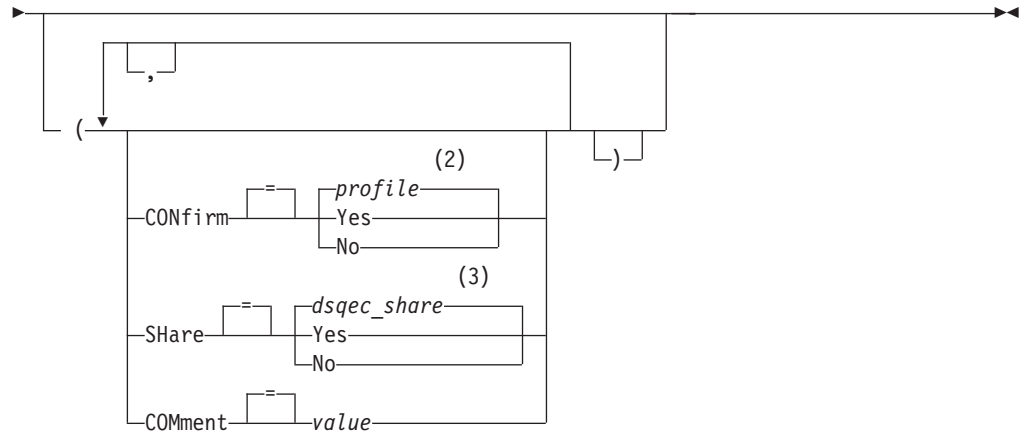 ,
(
)
(2)
= profile
CONfirm Yes
No
(3)
= dsqec_share
SHare Yes
No
=
COMment value